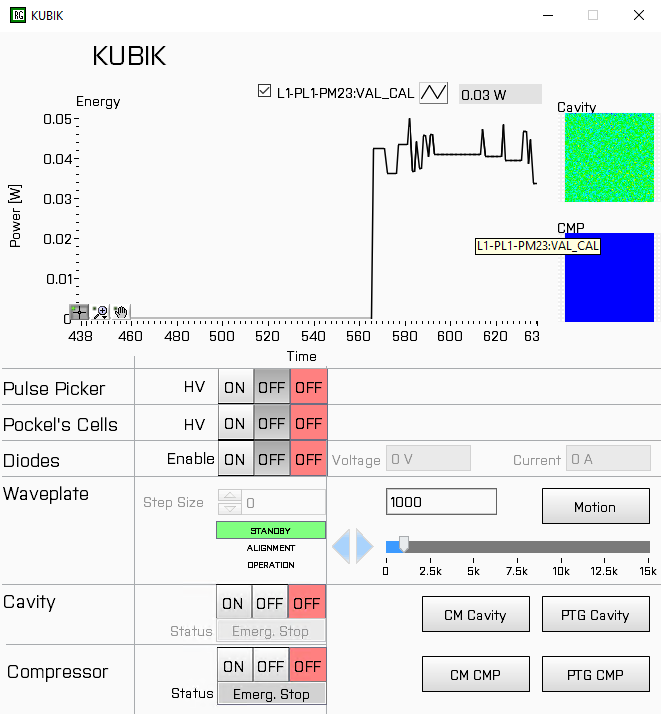 RG KUBIK
KUBIK
L1-PL1-PM23:VAL_CAL 0.03 W
Energy
Cavity
0.05
0.04
0.03
0.02
0.01
0
Power [W]
438 460 480 500 520 540 560 580 600 620 63
Time
CMP
L1-PL1-PM23:VAL_CAL
Pulse Picker HV ON OFF OFF
Pockel's Cells HV ON OFF OFF
Diodes Enable ON OFF OFF Voltage 0 V Current 0 A
Waveplate Step Size 0 1000 Motion
STANDBY
ALIGNMENT
OPERATION
0 2.5k 5k 7.5k 10k 12.5k 15k
Cavity ON OFF OFF CM Cavity PTG Cavity
Status Emerg. Stop
Compressor ON OFF OFF CM CMP PTG CMP
Status Emerg. Stop